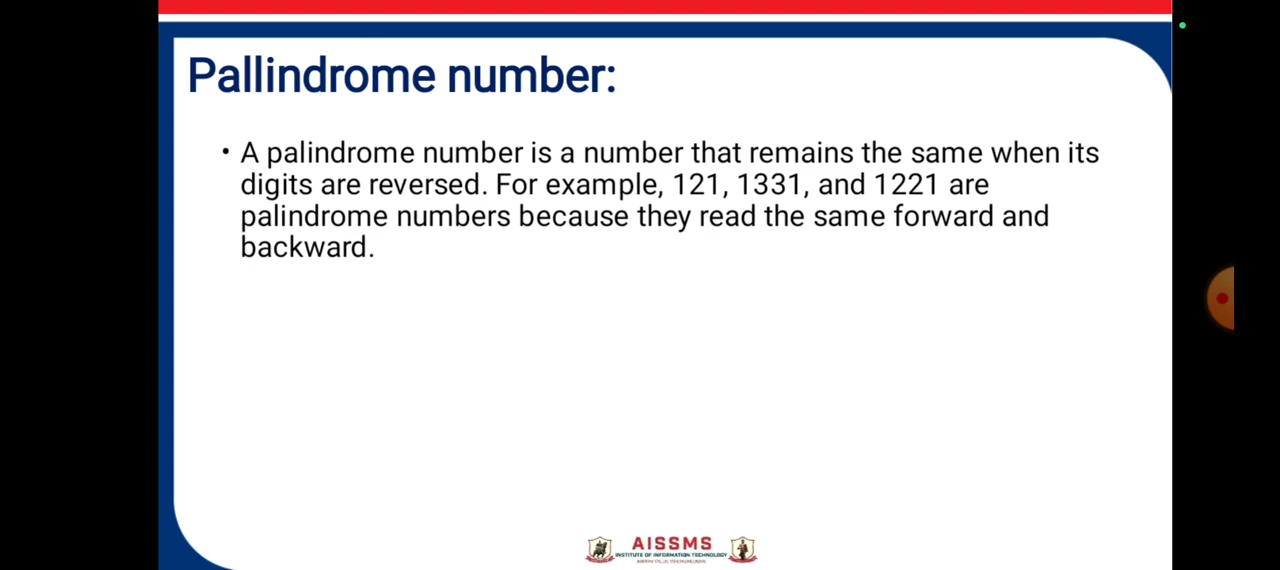 Pallindrome number:
• A palindrome number is a number that remains the same when its
digits are reversed. For example, 121, 1331, and 1221 are
palindrome numbers because they read the same forward and
backward.
AISSMS
INSTITUTE OF INFORMATION TECHNOLOGY